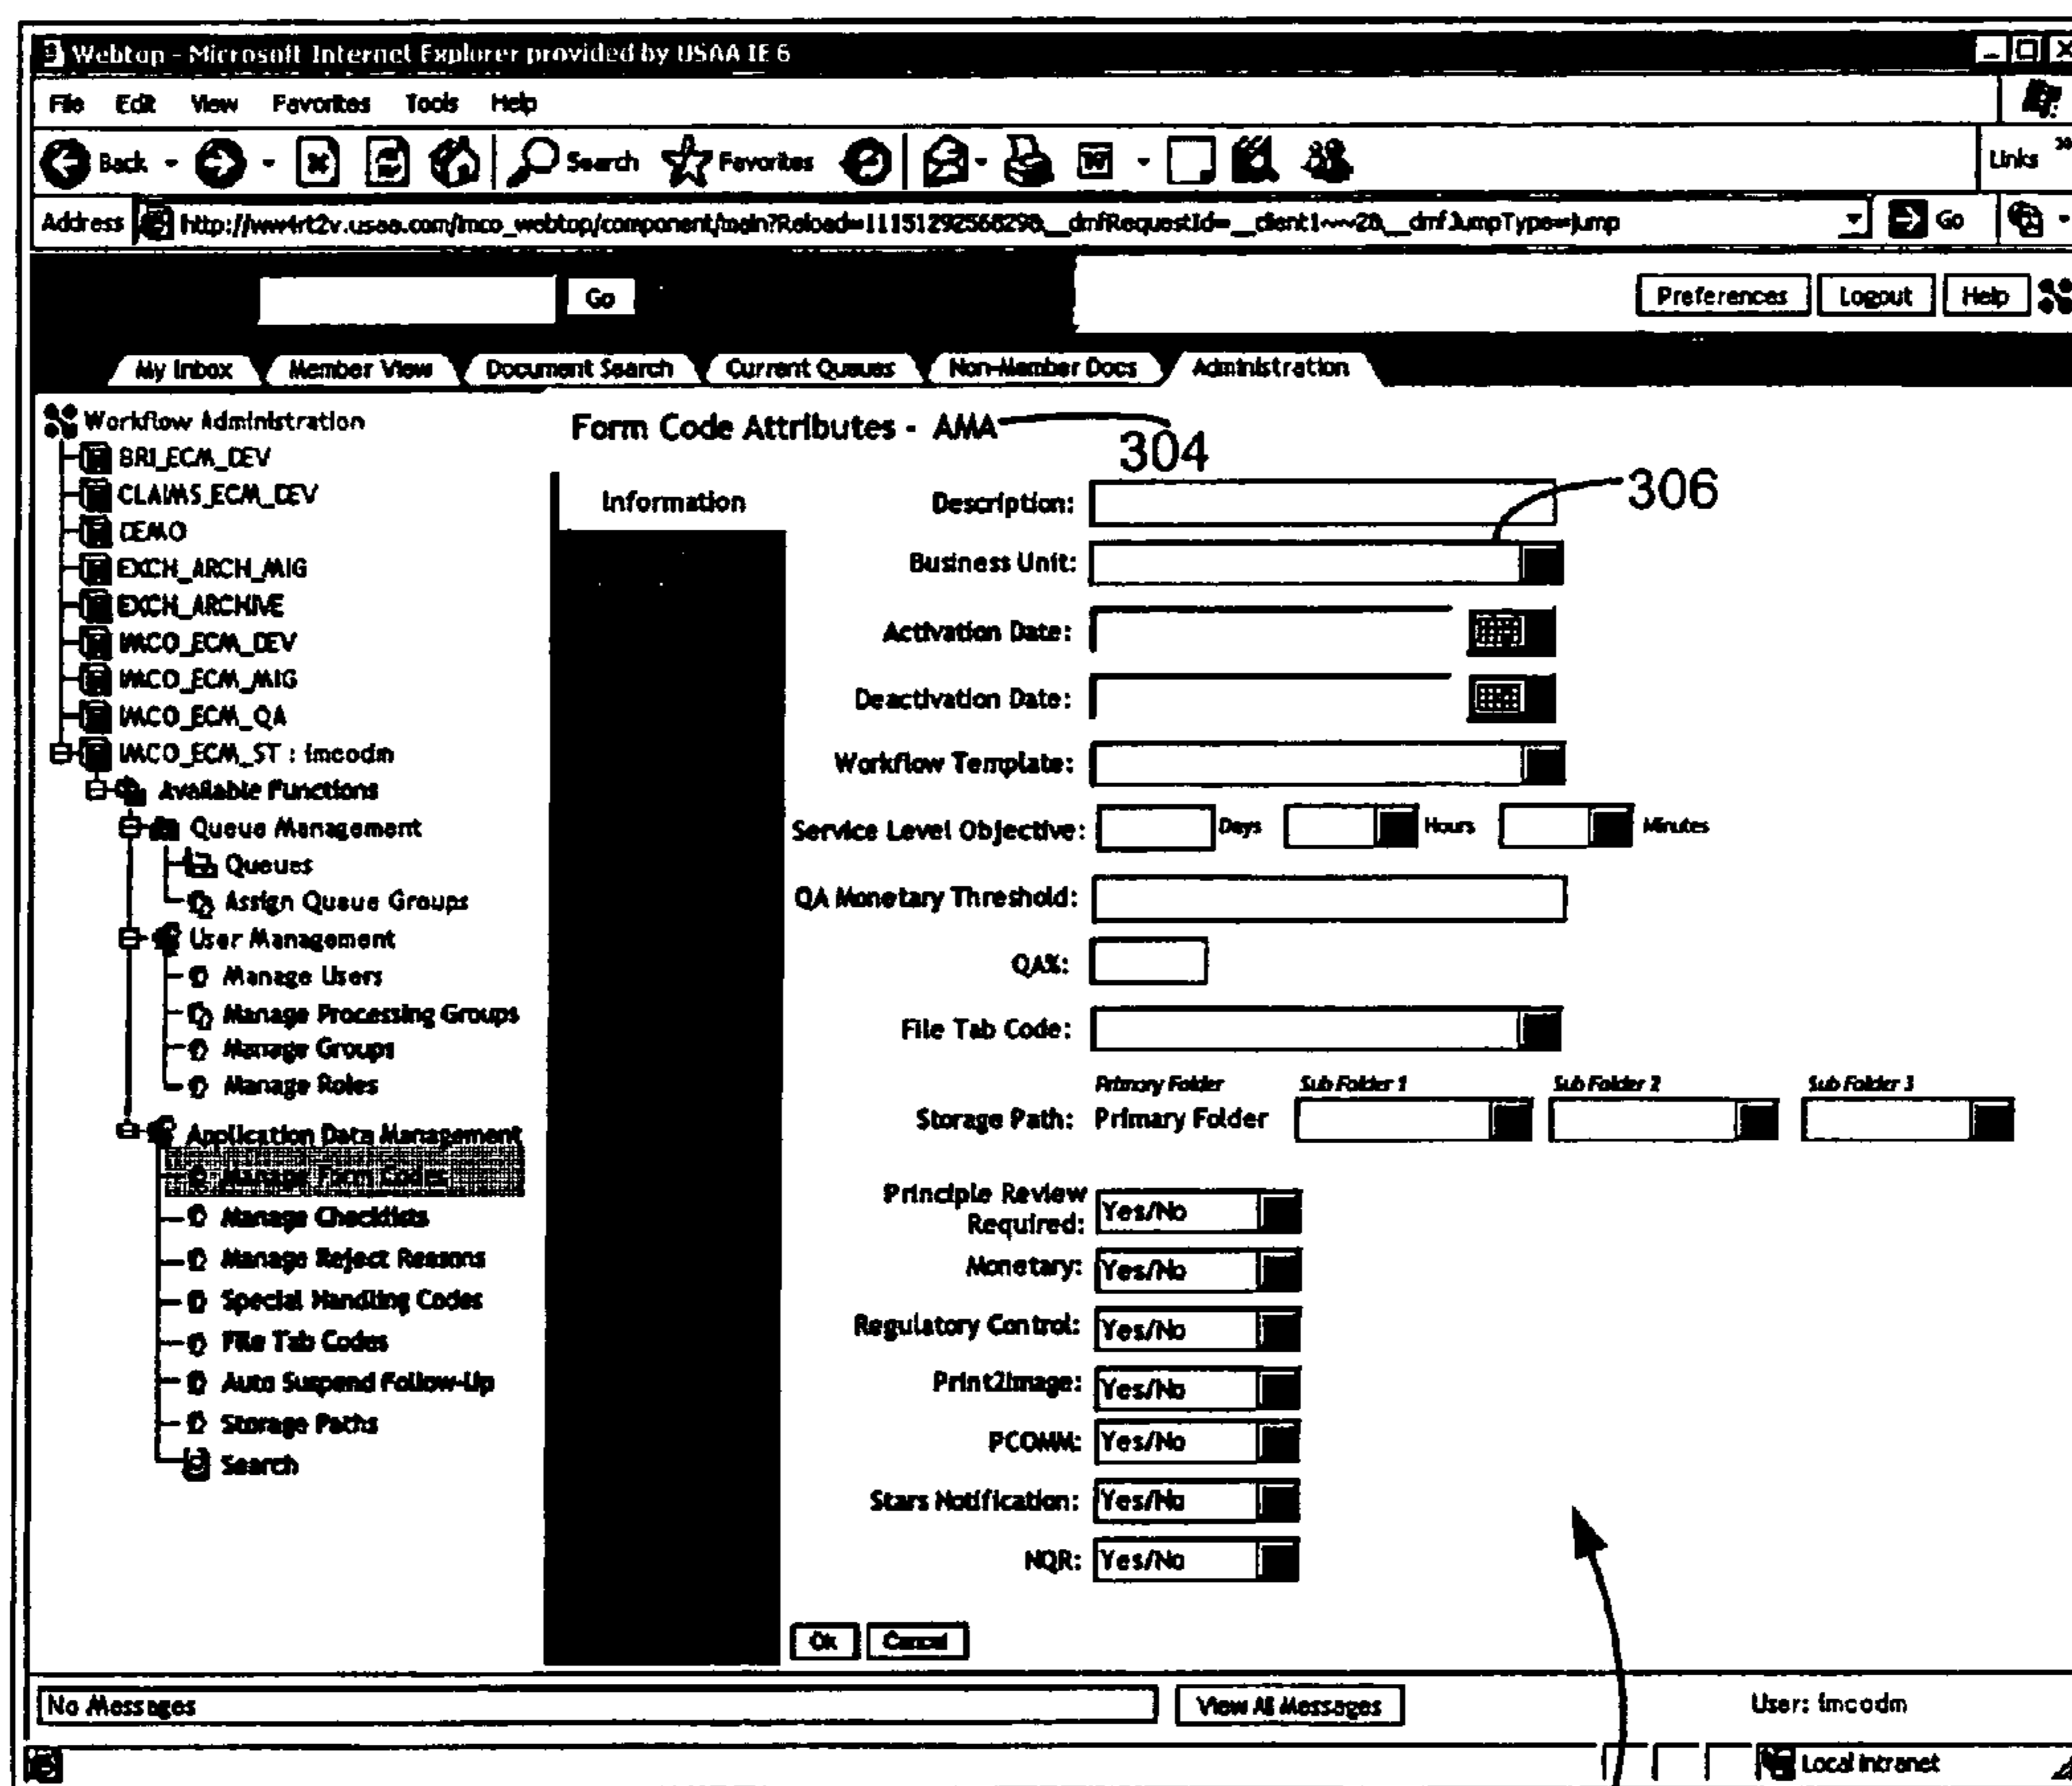 Webtop - Microsoft Internet Explorer provided by USAA IE 6
File Edit View Favorites Tools Help
Back Search Favorites Links
Address http://ww4rt2v.usaa.com/imco_webtop/component/main?Reload=1115129256829&__dmfRequestId=__client1~~2&__dmfJumpType=jump Go
Go Preferences Logout Help
My Inbox Member View Document Search Current Queues Non-Member Docs Administration
Workflow Administration
BRI_ECM_DEV
CLAIMS_ECM_DEV
DEMO
EXCH_ARCH_MIG
EXCH_ARCHIVE
IMCO_ECM_DEV
IMCO_ECM_MIG
IMCO_ECM_QA
IMCO_ECM_ST : imcodm
Available Functions
Queue Management
Queues
Assign Queue Groups
User Management
Manage Users
Manage Processing Groups
Manage Groups
Manage Roles
Application Data Management
Manage Form Codes
Manage Checklists
Manage Reject Reasons
Special Handling Codes
File Tab Codes
Auto Suspend Follow-Up
Storage Paths
Search
Form Code Attributes - AMA
304
306
Information
Description:
Business Unit:
Activation Date:
Deactivation Date:
Workflow Template:
Service Level Objective: Days Hours Minutes
QA Monetary Threshold:
QA%:
File Tab Code:
Primary Folder Sub Folder 1 Sub Folder 2 Sub Folder 3
Storage Path: Primary Folder
Principle Review
Required: Yes/No
Monetary: Yes/No
Regulatory Control: Yes/No
Print2Image: Yes/No
PCOMM: Yes/No
Stars Notification: Yes/No
NQR: Yes/No
Ok Cancel
No Messages View All Messages User: imcodm
Local intranet